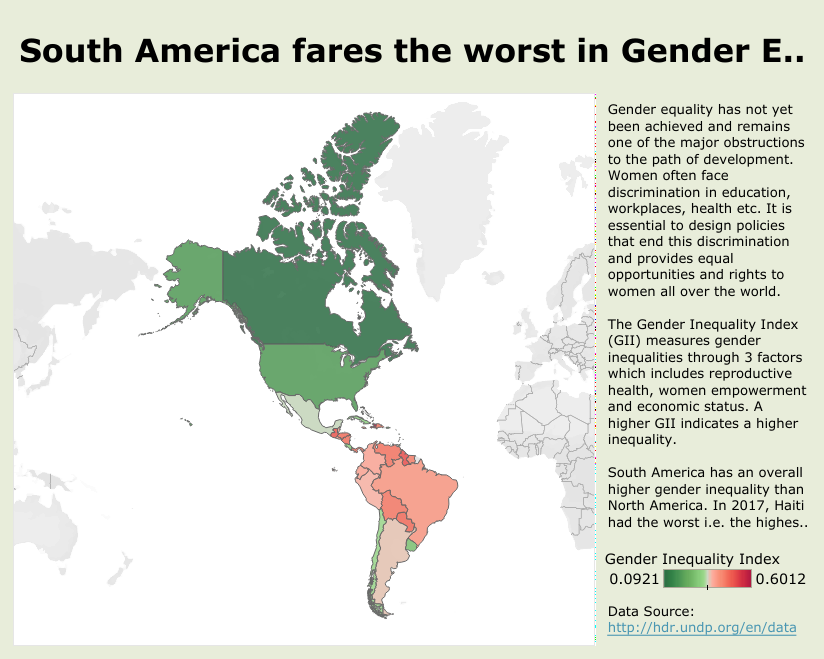 South America fares the worst in Gender E..
Gender equality has not yet
been achieved and remains
one of the major obstructions
to the path of development.
Women often face
discrimination in education,
workplaces, health etc. It is
essential to design policies
that end this discrimination
and provides equal
opportunities and rights to
women all over the world.
The Gender Inequality Index
(GII) measures gender
inequalities through 3 factors
which includes reproductive
health, women empowerment
and economic status. A
higher GII indicates a higher
inequality.
South America has an overall
higher gender inequality than
North America. In 2017, Haiti
had the worst i.e. the highes..
Gender Inequality Index
0.0921 0.6012
Data Source:
http://hdr.undp.org/en/data